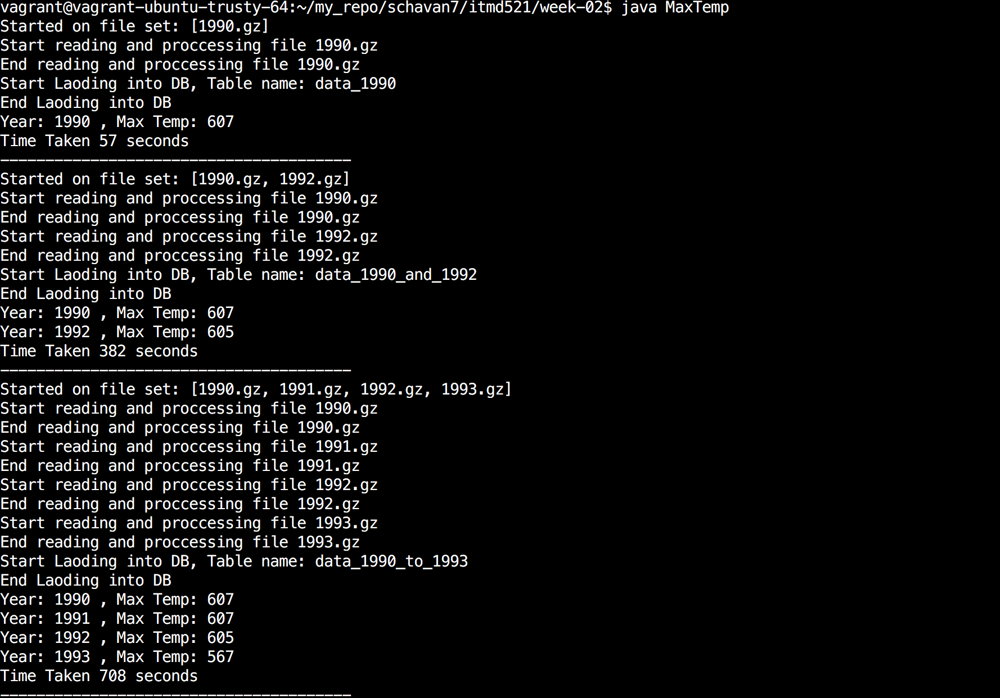 vagrant@vagrant-ubuntu-trusty-64:~/my_repo/schavan7/itmd521/week-02$ java MaxTemp
Started on file set: [1990.gz]
Start reading and proccessing file 1990.gz
End reading and proccessing file 1990.gz
Start Laoding into DB, Table name: data_1990
End Laoding into DB
Year: 1990 , Max Temp: 607
Time Taken 57 seconds
---------------------------------------
Started on file set: [1990.gz, 1992.gz]
Start reading and proccessing file 1990.gz
End reading and proccessing file 1990.gz
Start reading and proccessing file 1992.gz
End reading and proccessing file 1992.gz
Start Laoding into DB, Table name: data_1990_and_1992
End Laoding into DB
Year: 1990 , Max Temp: 607
Year: 1992 , Max Temp: 605
Time Taken 382 seconds
---------------------------------------
Started on file set: [1990.gz, 1991.gz, 1992.gz, 1993.gz]
Start reading and proccessing file 1990.gz
End reading and proccessing file 1990.gz
Start reading and proccessing file 1991.gz
End reading and proccessing file 1991.gz
Start reading and proccessing file 1992.gz
End reading and proccessing file 1992.gz
Start reading and proccessing file 1993.gz
End reading and proccessing file 1993.gz
Start Laoding into DB, Table name: data_1990_to_1993
End Laoding into DB
Year: 1990 , Max Temp: 607
Year: 1991 , Max Temp: 607
Year: 1992 , Max Temp: 605
Year: 1993 , Max Temp: 567
Time Taken 708 seconds
---------------------------------------